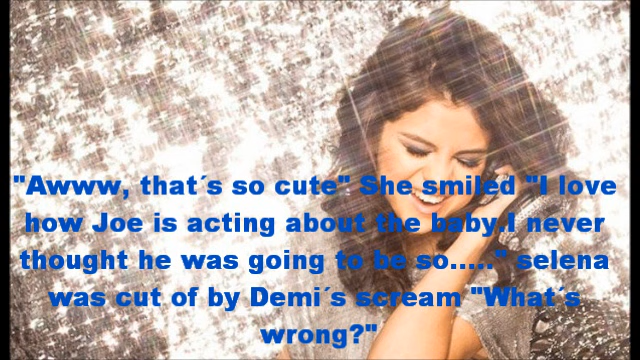 "Awww, that´s so cute" She smiled "I love
how Joe is acting about the baby.I never
thought he was going to be so....." selena
was cut of by Demi´s scream "What´s
wrong?"